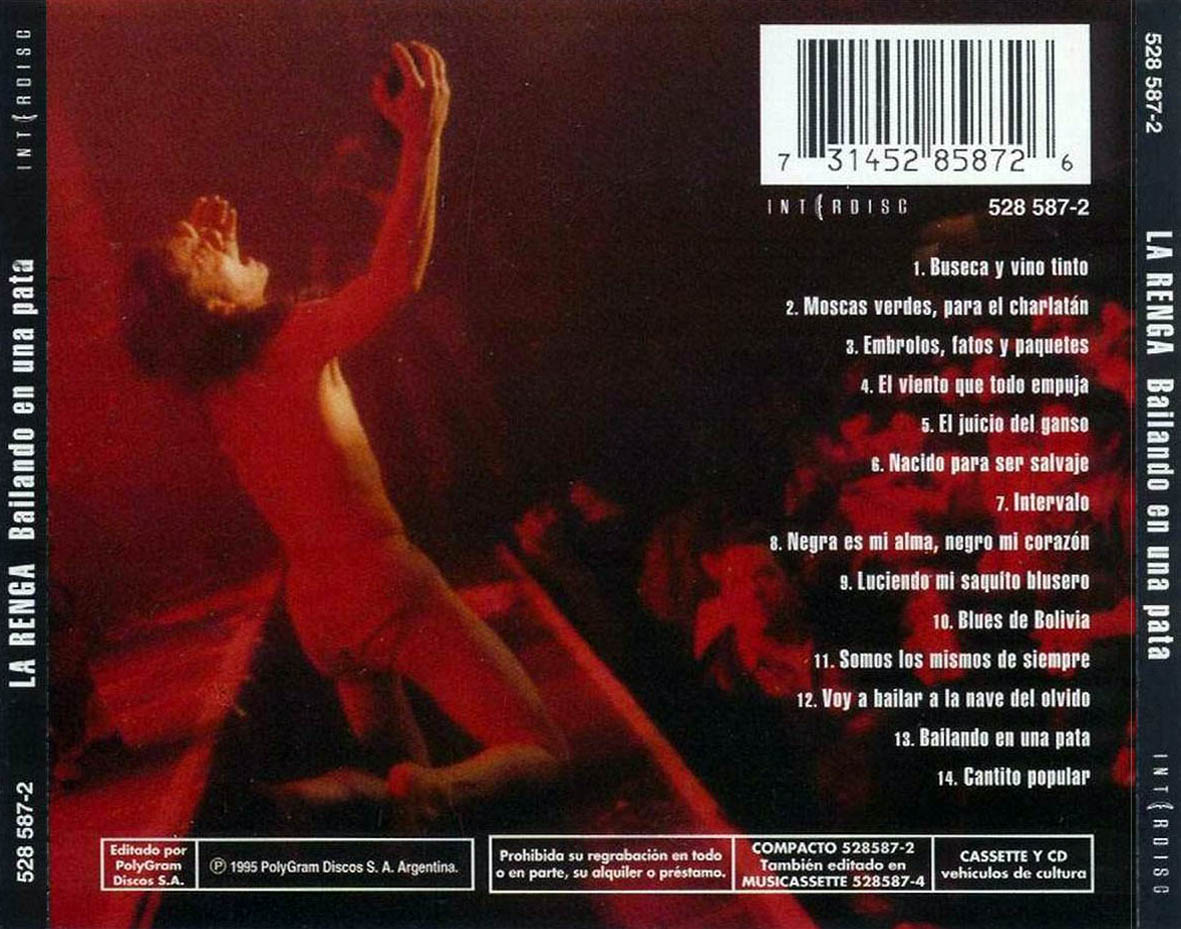 INTERDISC
LA RENGA Bailando en una pata
528 587-2
7 31452 85872 6
INTERDISC 528 587-2
1. Buseca y vino tinto
2. Moscas verdes, para el charlatán
3. Embrolos, fatos y paquetes
4. El viento que todo empuja
5. El juicio del ganso
6. Nacido para ser salvaje
7. Intervalo
8. Negra es mi alma, negro mi corazón
9. Luciendo mi saquito blusero
10. Blues de Bolivia
11. Somos los mismos de siempre
12. Voy a bailar a la nave del olvido
13. Bailando en una pata
14. Cantito popular
Editado por
PolyGram
Discos S.A.
℗ 1995 PolyGram Discos S. A. Argentina.
Prohibida su regrabación en todo
o en parte, su alquiler o préstamo.
COMPACTO 528587-2
También editado en
MUSICASSETTE 528587-4
CASSETTE Y CD
vehículos de cultura
528 587-2
LA RENGA Bailando en una pata
INTERDISC